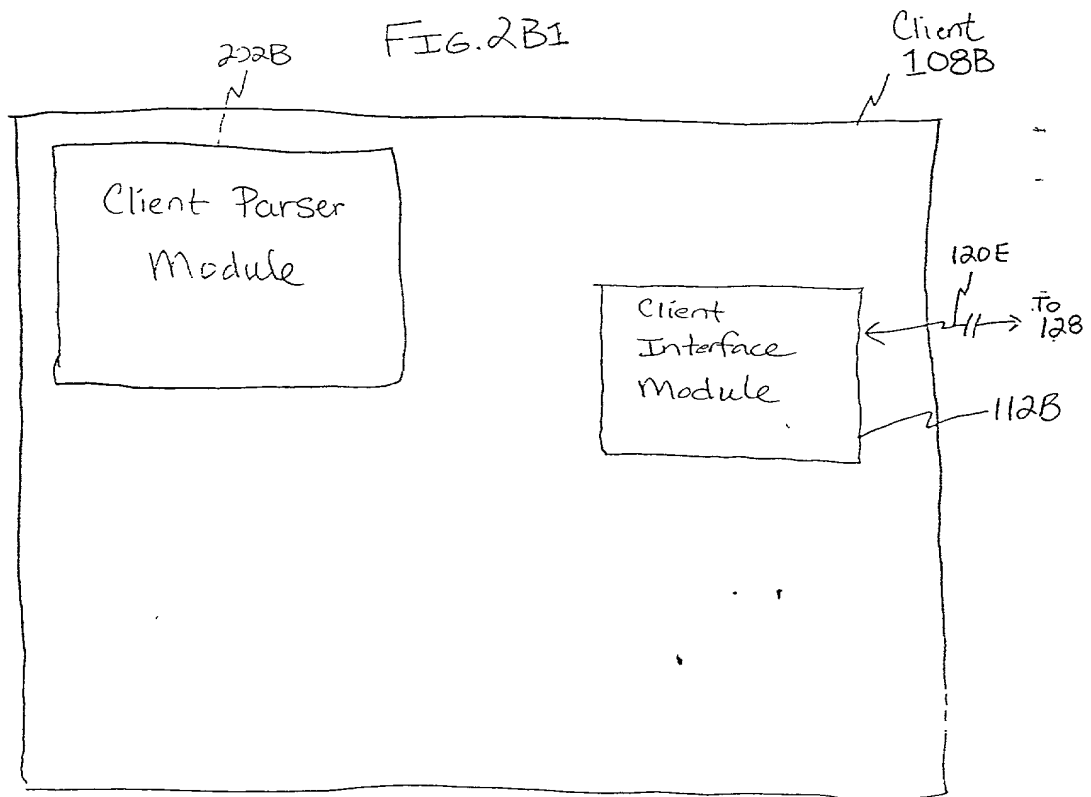 FIG. 2B1
202B
Client
108B
Client Parser
Module
120E
To
128
Client
Interface
Module
112B